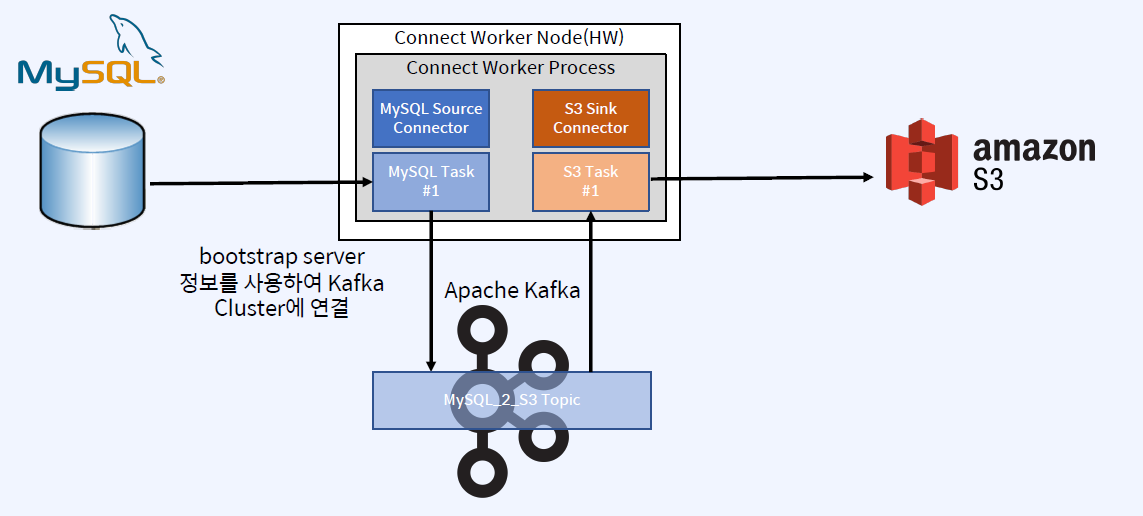 MySQL®
Connect Worker Node(HW)
Connect Worker Process
MySQL Source
Connector
S3 Sink
Connector
MySQL Task
#1
S3 Task
#1
amazon
S3
bootstrap server
정보를 사용하여 Kafka
Cluster에 연결
Apache Kafka
MySQL_2_S3 Topic